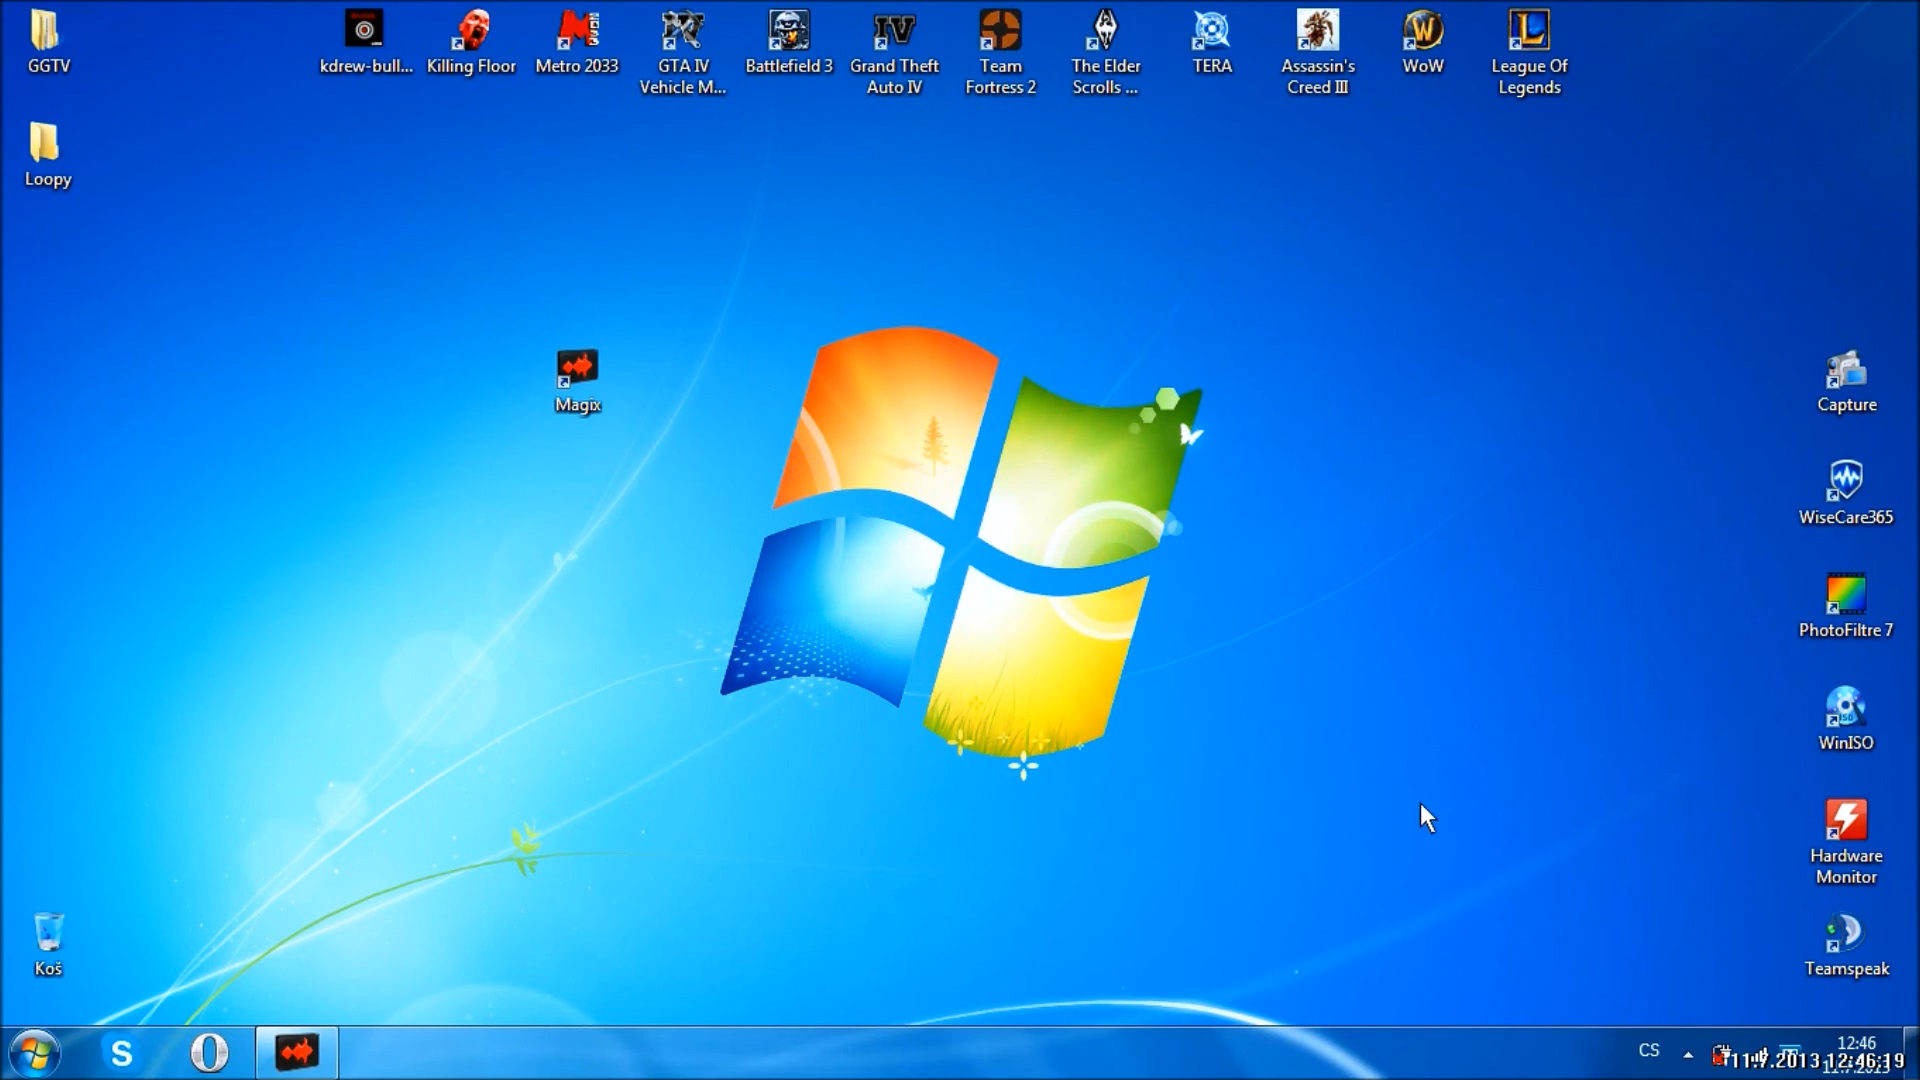 GGTV
kdrew-bull...
Killing Floor
Metro 2033
GTA IV
Vehicle M...
Battlefield 3
Grand Theft
Auto IV
Team
Fortress 2
The Elder
Scrolls ...
TERA
Assassin's
Creed III
WoW
League Of
Legends
Loopy
Magix
Capture
WiseCare365
PhotoFiltre 7
WinISO
Hardware
Monitor
Koš
Teamspeak
CS
12:46
11.7.2013 12:46:19